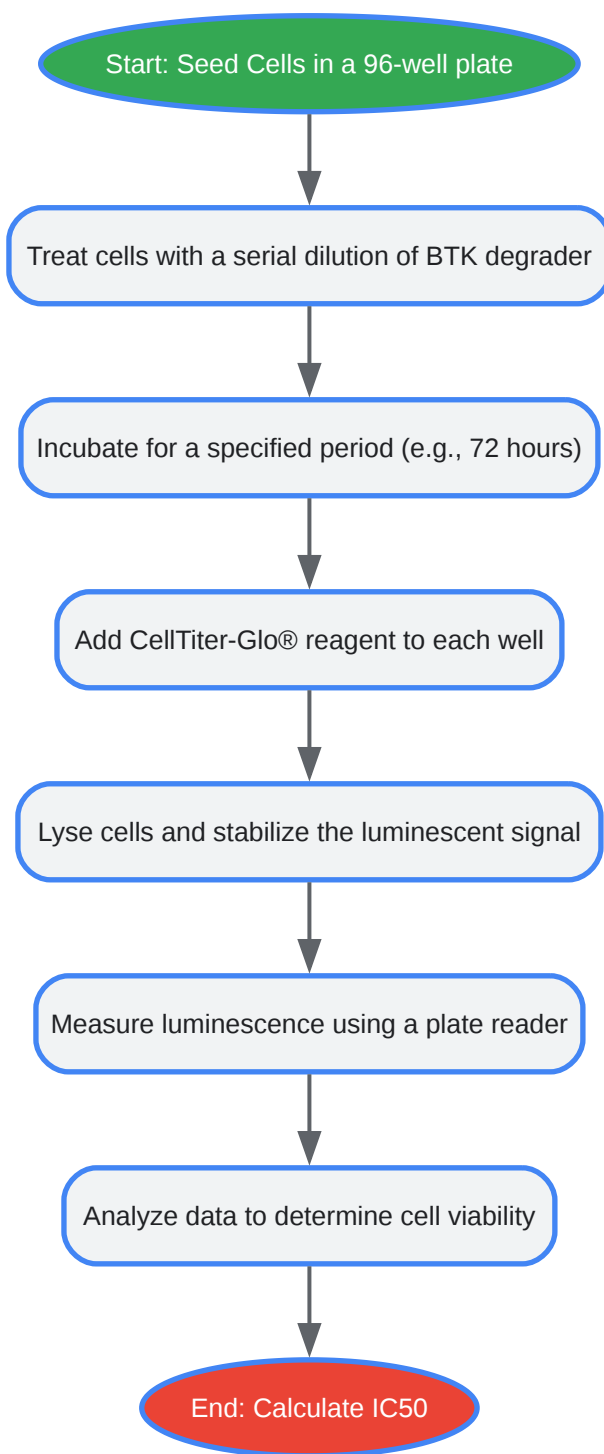 Start: Seed Cells in a 96-well plate
Treat cells with a serial dilution of BTK degrader
Incubate for a specified period (e.g., 72 hours)
Add CellTiter-Glo® reagent to each well
Lyse cells and stabilize the luminescent signal
Measure luminescence using a plate reader
Analyze data to determine cell viability
End: Calculate IC50